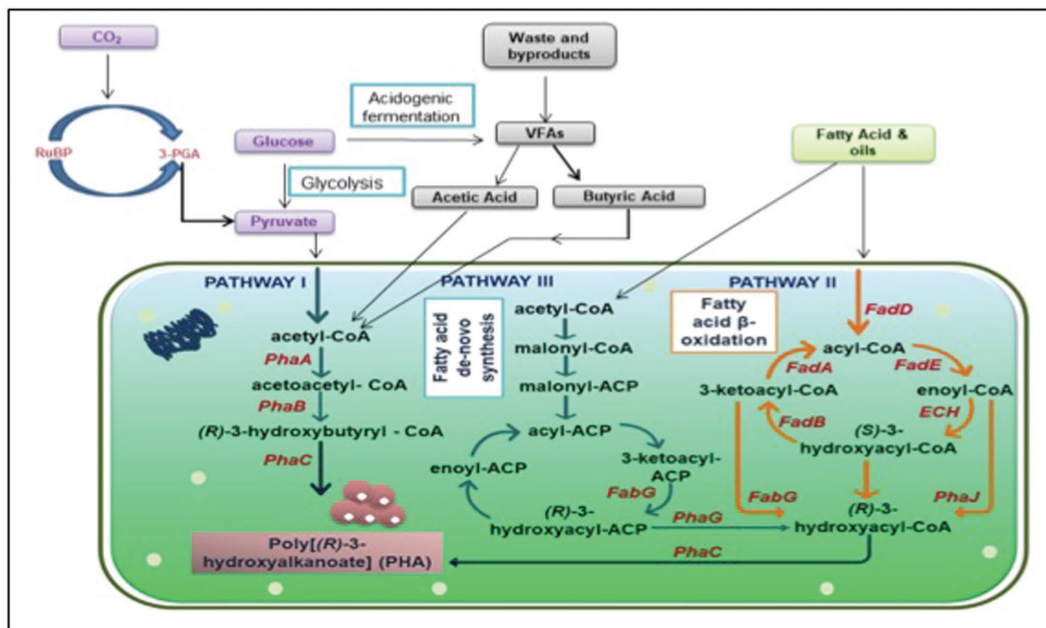 CO₂
Waste and
byproducts
Acidogenic
fermentation
RuBP
3-PGA
Glucose
VFAs
Fatty Acid &
oils
Glycolysis
Acetic Acid
Butyric Acid
Pyruvate
PATHWAY I
PATHWAY III
PATHWAY II
acetyl-CoA
PhaA
acetoacetyl- CoA
PhaB
(R)-3-hydroxybutyryl - CoA
PhaC
Fatty acid
de-novo
synthesis
acetyl-CoA
malonyl-CoA
malonyl-ACP
acyl-ACP
enoyl-ACP
3-ketoacyl-
ACP
FabG
(R)-3-
hydroxyacyl-ACP
PhaG
Fatty
acid β-
oxidation
FadD
acyl-CoA
FadA
FadE
3-ketoacyl-CoA
enoyl-CoA
FadB
ECH
(S)-3-
hydroxyacyl-CoA
FabG
PhaJ
(R)-3-
hydroxyacyl-CoA
PhaC
Poly[(R)-3-
hydroxyalkanoate] (PHA)